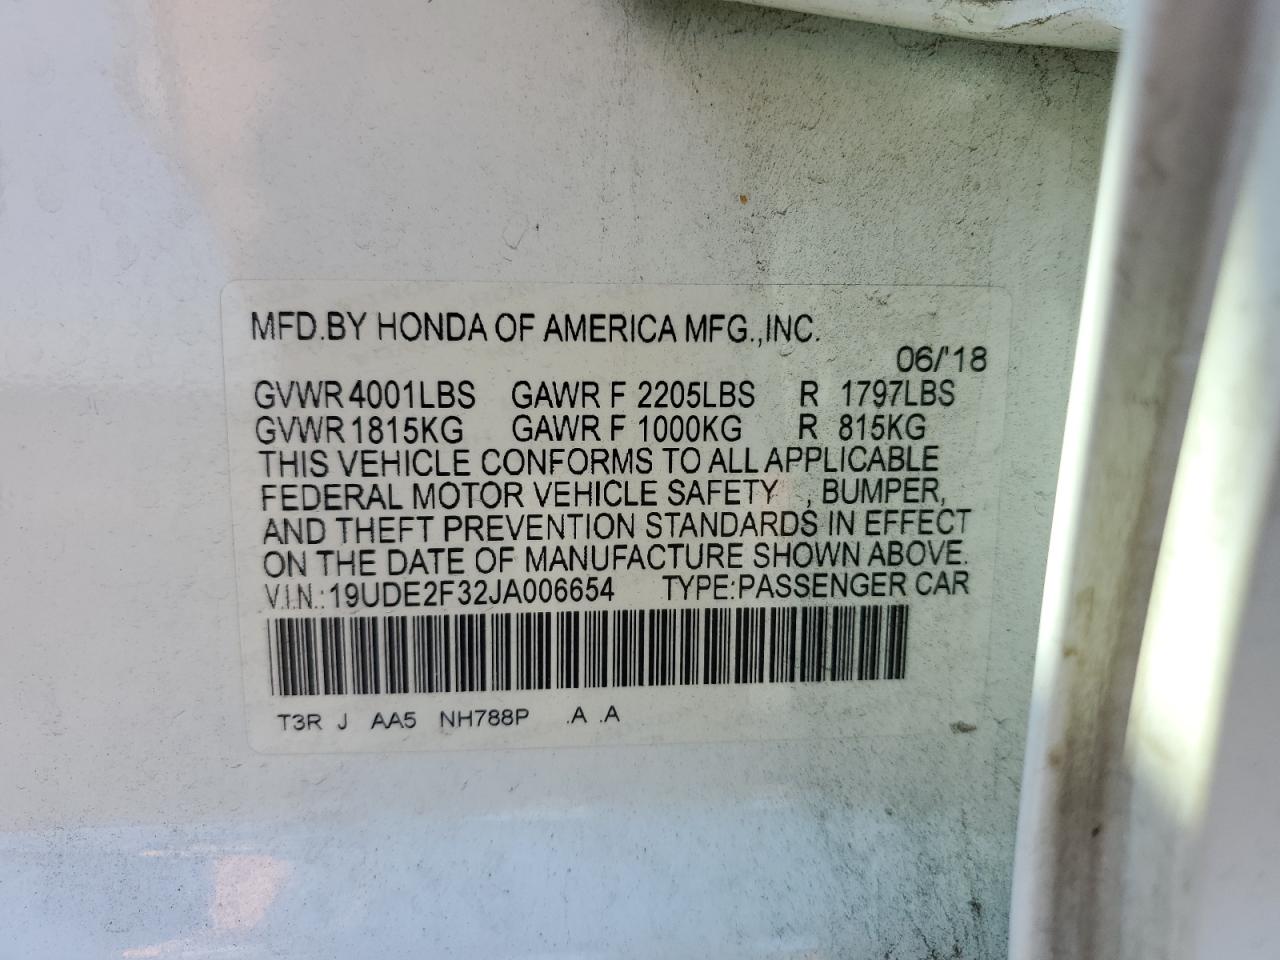 MFD.BY HONDA OF AMERICA MFG.,INC.
06/'18
GVWR 4001LBS GAWR F 2205LBS R 1797LBS
GVWR 1815KG GAWR F 1000KG R 815KG
THIS VEHICLE CONFORMS TO ALL APPLICABLE
FEDERAL MOTOR VEHICLE SAFETY , BUMPER,
AND THEFT PREVENTION STANDARDS IN EFFECT
ON THE DATE OF MANUFACTURE SHOWN ABOVE.
V.I.N.:19UDE2F32JA006654 TYPE:PASSENGER CAR
T3R J AA5 NH788P .A .A